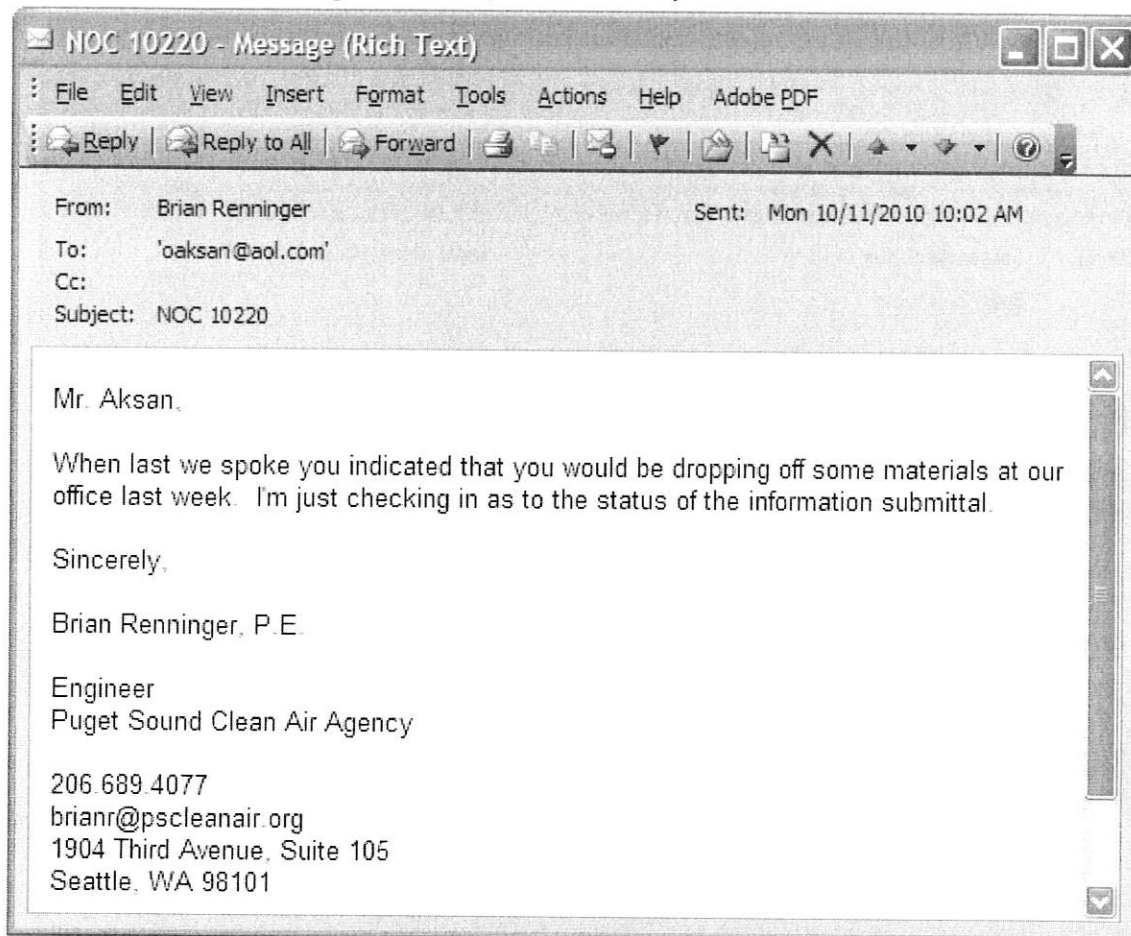 NOC 10220 - Message (Rich Text)
File Edit View Insert Format Tools Actions Help Adobe PDF
Reply Reply to All Forward
From: Brian Renninger Sent: Mon 10/11/2010 10:02 AM
To: 'oaksan@aol.com'
Cc:
Subject: NOC 10220
Mr. Aksan,
When last we spoke you indicated that you would be dropping off some materials at our
office last week. I'm just checking in as to the status of the information submittal.
Sincerely,
Brian Renninger, P.E.
Engineer
Puget Sound Clean Air Agency
206.689.4077
brianr@pscleanair.org
1904 Third Avenue, Suite 105
Seattle, WA 98101